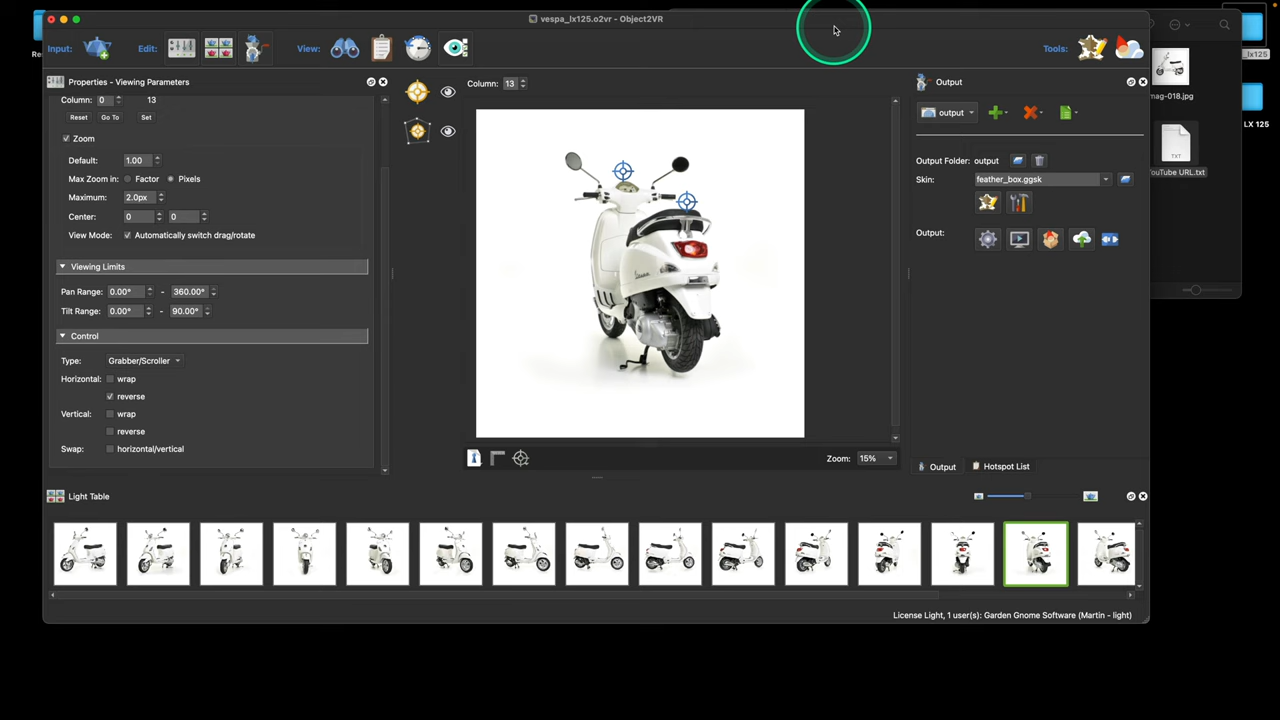 vespa_lx125.o2vr - Object2VR
Input:
Edit:
View:
Tools:
Properties - Viewing Parameters
Column: 0 13
Reset Go To Set
Zoom
Default: 1.00
Max Zoom in: Factor Pixels
Maximum: 2.0px
Center: 0 0
View Mode: Automatically switch drag/rotate
Viewing Limits
Pan Range: 0.00° - 360.00°
Tilt Range: 0.00° - 90.00°
Control
Type: Grabber/Scroller
Horizontal: wrap
reverse
Vertical: wrap
reverse
Swap: horizontal/vertical
Column: 13
Zoom: 15%
Output
output
Output Folder: output
Skin: feather_box.ggsk
Output:
Output
Hotspot List
Light Table
License Light, 1 user(s): Garden Gnome Software (Martin - light)
mag-018.jpg
TXT
YouTube URL.txt
_lx125
LX 125